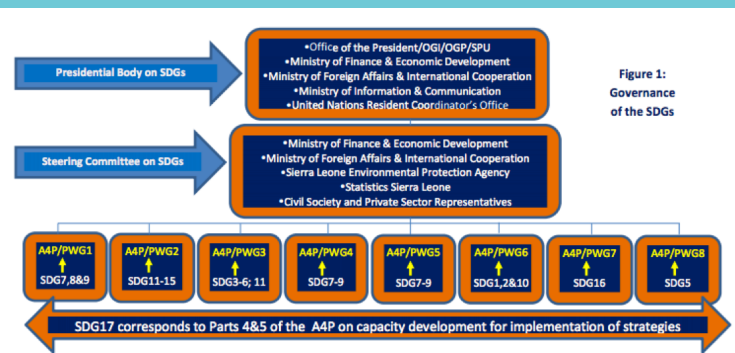 •Office of the President/OGI/OGP/SPU
•Ministry of Finance & Economic Development
•Ministry of Foreign Affairs & International Cooperation
•Ministry of Information & Communication
•United Nations Resident Coordinator's Office
Presidential Body on SDGs
Figure 1:
Governance
of the SDGs
•Ministry of Finance & Economic Development
•Ministry of Foreign Affairs & International Cooperation
•Sierra Leone Environmental Protection Agency
•Statistics Sierra Leone
•Civil Society and Private Sector Representatives
Steering Committee on SDGs
A4P/PWG1
SDG7,8&9
A4P/PWG2
SDG11-15
A4P/PWG3
SDG3-6; 11
A4P/PWG4
SDG7-9
A4P/PWG5
SDG7-9
A4P/PWG6
SDG1,2&10
A4P/PWG7
SDG16
A4P/PWG8
SDG5
SDG17 corresponds to Parts 4&5 of the A4P on capacity development for implementation of strategies